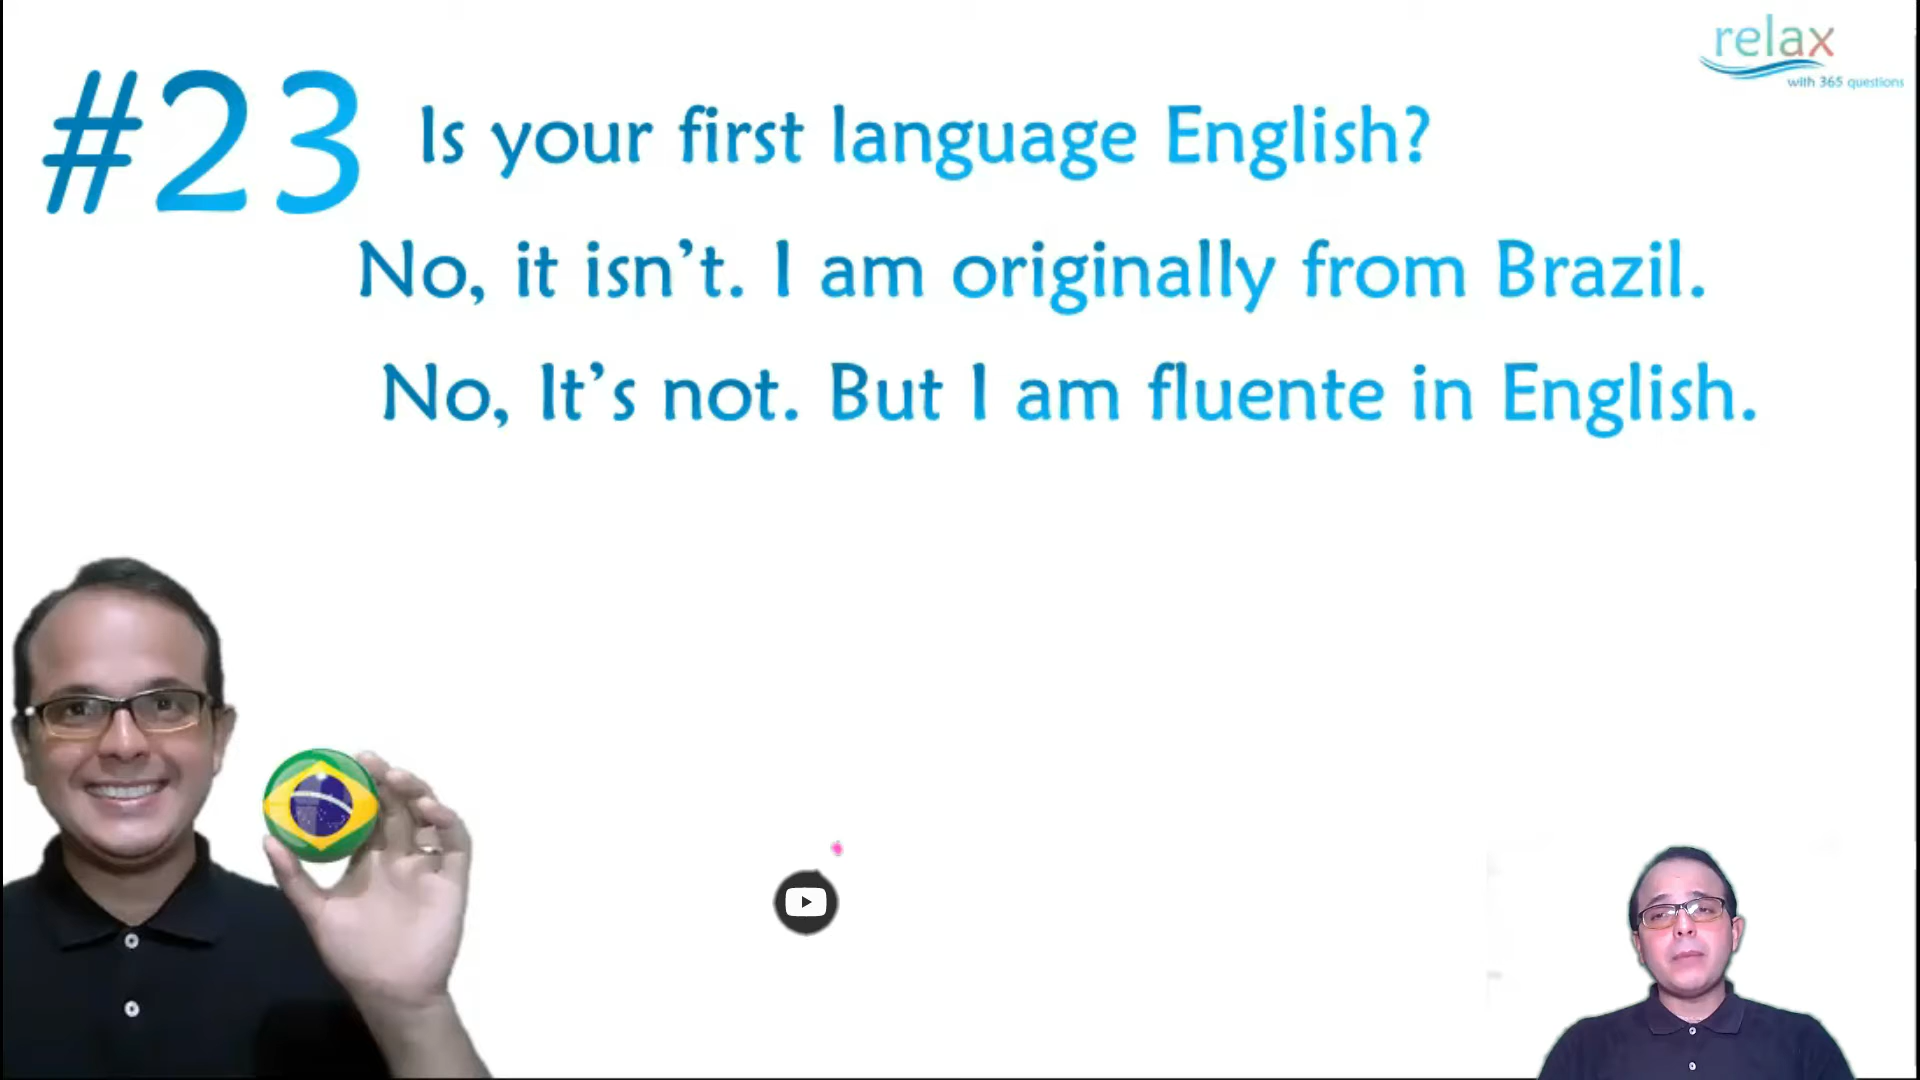 relax
with 365 questions
#23
Is your first language English?
No, it isn’t. I am originally from Brazil.
No, It’s not. But I am fluente in English.